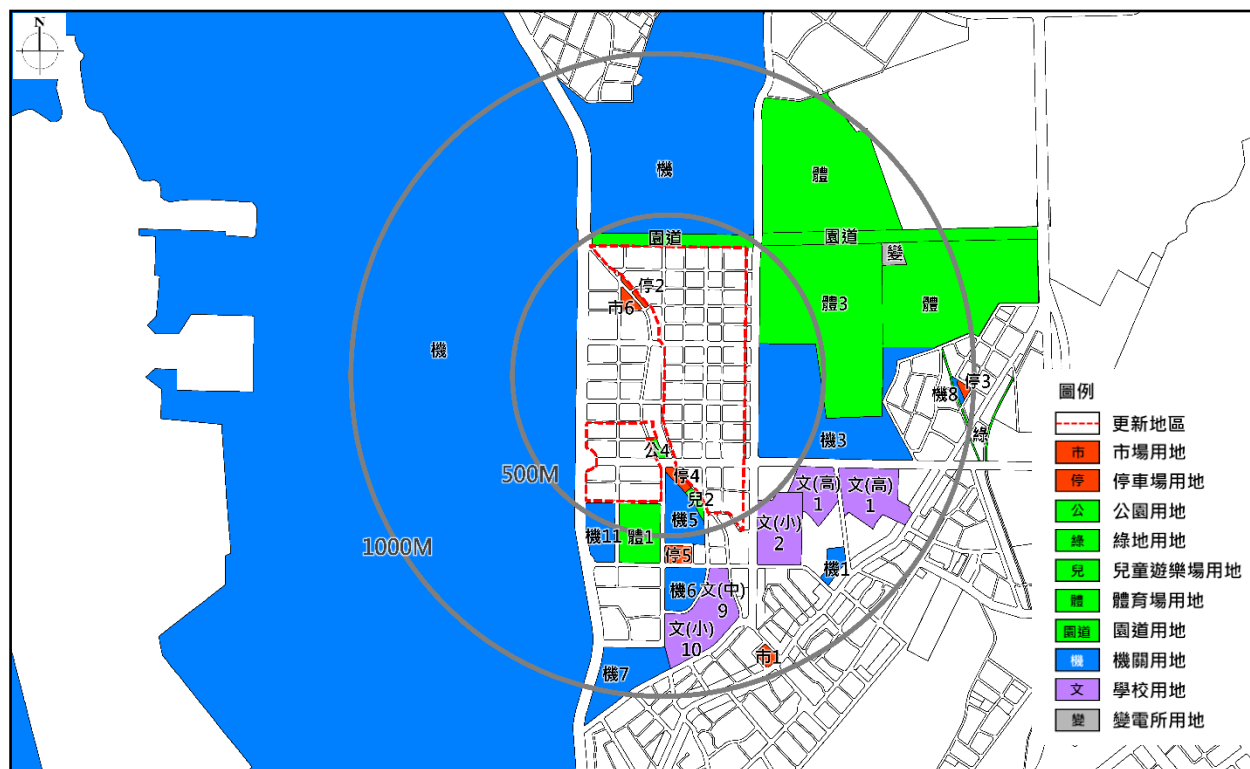 N
機
體
園道
園道
變
停2
市6
體3
體
機
停3
機8
綠
機3
公4
500M
停4
兒2
機5
文(高)
1
文(高)
1
文(小)
2
機11
體1
1000M
停5
機1
機6
文(中)
9
文(小)
10
市1
機7
圖例
更新地區
市 市場用地
停 停車場用地
公 公園用地
綠 綠地用地
兒 兒童遊樂場用地
體 體育場用地
園道 園道用地
機 機關用地
文 學校用地
變 變電所用地